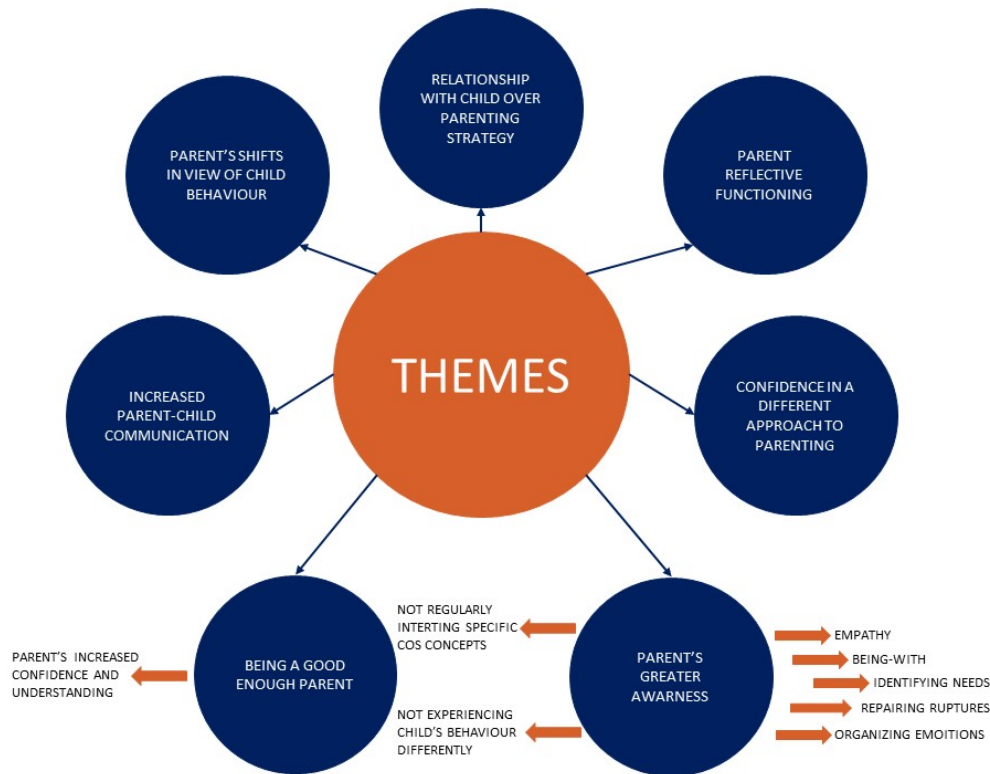 RELATIONSHIP
WITH CHILD OVER
PARENTING
STRATEGY
PARENT'S SHIFTS
IN VIEW OF CHILD
BEHAVIOUR
PARENT
REFLECTIVE
FUNCTIONING
THEMES
INCREASED
PARENT-CHILD
COMMUNICATION
CONFIDENCE IN A
DIFFERENT
APPROACH TO
PARENTING
BEING A GOOD
ENOUGH PARENT
PARENT'S INCREASED
CONFIDENCE AND
UNDERSTANDING
PARENT'S
GREATER
AWARNESS
NOT REGULARLY
INTERTING SPECIFIC
COS CONCEPTS
NOT EXPERIENCING
CHILD'S BEHAVIOUR
DIFFERENTLY
EMPATHY
BEING-WITH
IDENTIFYING NEEDS
REPAIRING RUPTURES
ORGANIZING EMOITIONS